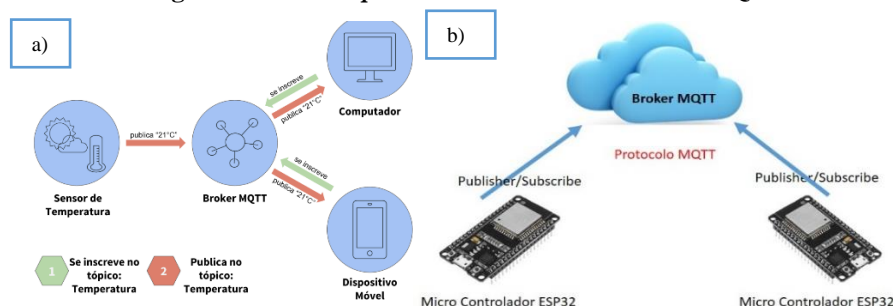 a)
se inscreve
publica "21°C"
Computador
publica "21°C"
Sensor de
Temperatura
Broker MQTT
se inscreve
publica "21°C"
Dispositivo
Móvel
1
Se inscreve no
tópico:
Temperatura
2
Publica no
tópico:
Temperatura
b)
Broker MQTT
Protocolo MQTT
Publisher/Subscribe
Publisher/Subscribe
Micro Controlador ESP32
Micro Controlador ESP32